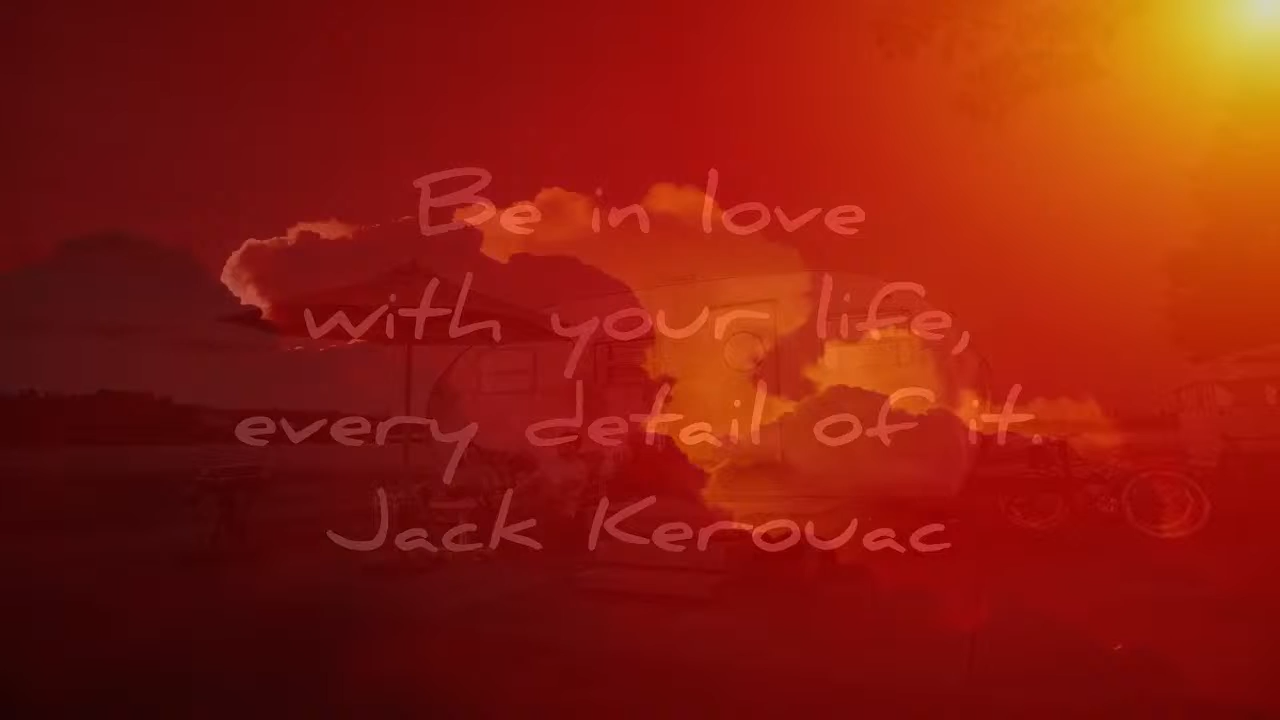 Be in love
with your life,
every detail of it.
Jack Kerouac